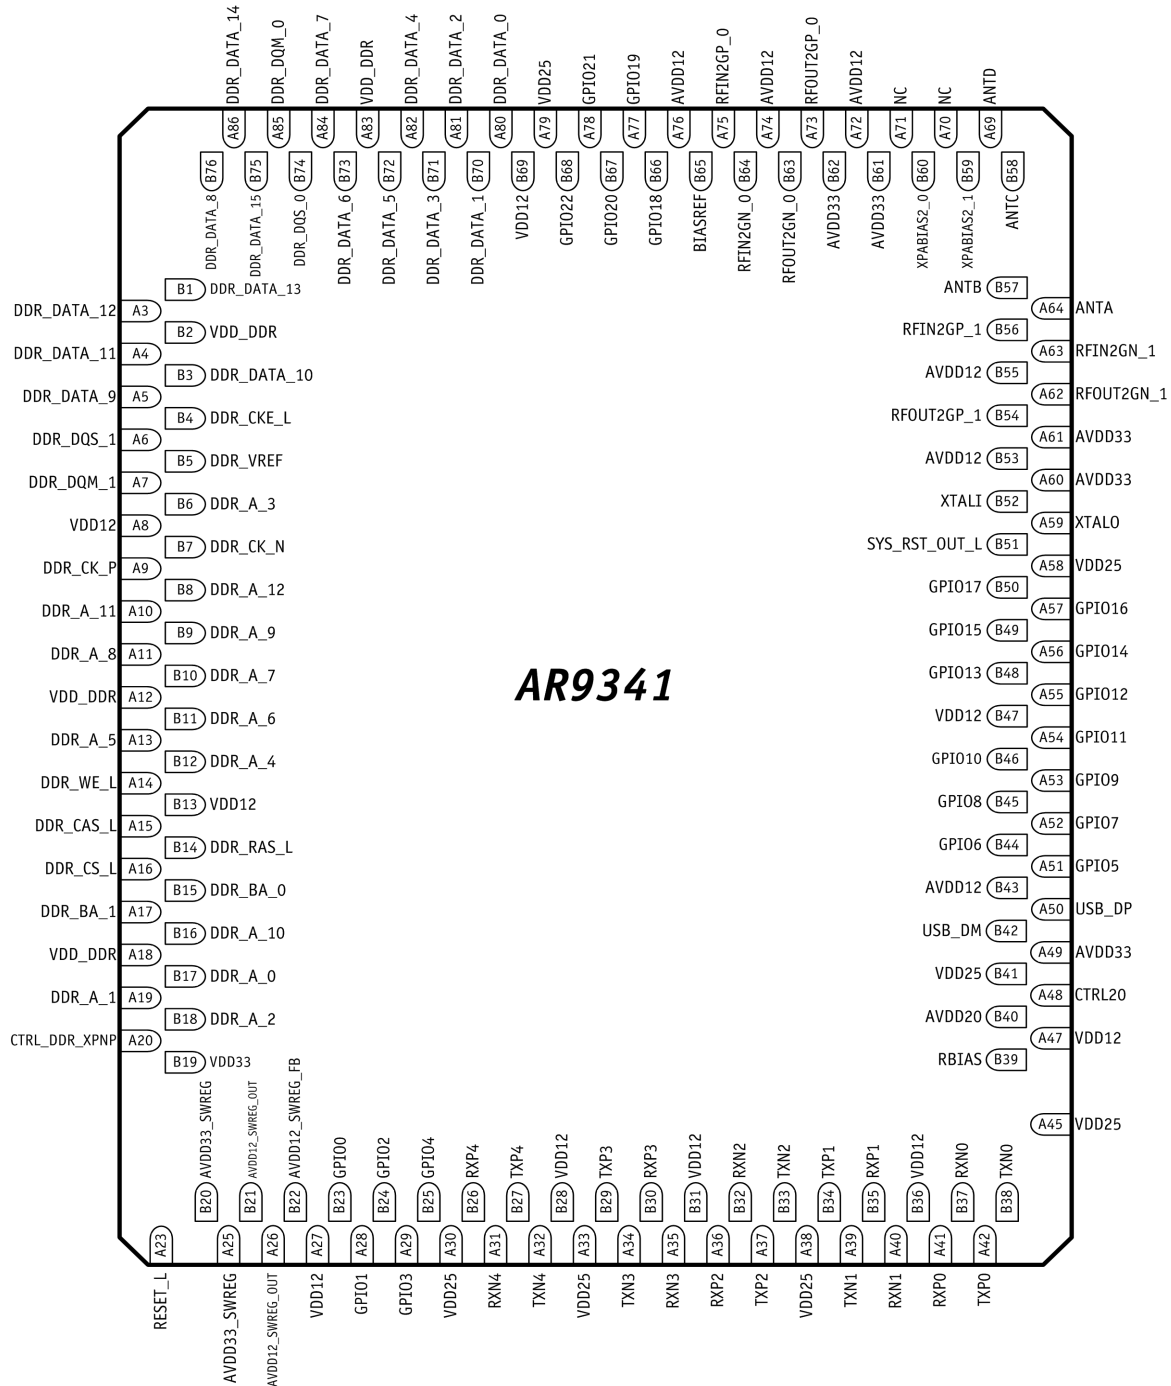 DDR_DATA_14
DDR_DQM_0
DDR_DATA_7
VDD_DDR
DDR_DATA_4
DDR_DATA_2
DDR_DATA_0
VDD25
GPIO21
GPIO19
AVDD12
RFIN2GP_0
AVDD12
RFOUT2GP_0
AVDD12
NC
NC
ANTD
A86
A85
A84
A83
A82
A81
A80
A79
A78
A77
A76
A75
A74
A73
A72
A71
A70
A69
B76
B75
B74
B73
B72
B71
B70
B69
B68
B67
B66
B65
B64
B63
B62
B61
B60
B59
B58
DDR_DATA_8
DDR_DATA_15
DDR_DQS_0
DDR_DATA_6
DDR_DATA_5
DDR_DATA_3
DDR_DATA_1
VDD12
GPIO22
GPIO20
GPIO18
BIASREF
RFIN2GN_0
RFOUT2GN_0
AVDD33
AVDD33
XPABIAS2_0
XPABIAS2_1
ANTC
B1 DDR_DATA_13
DDR_DATA_12 A3
B2 VDD_DDR
DDR_DATA_11 A4
B3 DDR_DATA_10
DDR_DATA_9 A5
B4 DDR_CKE_L
DDR_DQS_1 A6
B5 DDR_VREF
DDR_DQM_1 A7
B6 DDR_A_3
VDD12 A8
B7 DDR_CK_N
DDR_CK_P A9
B8 DDR_A_12
DDR_A_11 A10
B9 DDR_A_9
DDR_A_8 A11
B10 DDR_A_7
VDD_DDR A12
B11 DDR_A_6
DDR_A_5 A13
B12 DDR_A_4
DDR_WE_L A14
B13 VDD12
DDR_CAS_L A15
B14 DDR_RAS_L
DDR_CS_L A16
B15 DDR_BA_0
DDR_BA_1 A17
B16 DDR_A_10
VDD_DDR A18
B17 DDR_A_0
DDR_A_1 A19
B18 DDR_A_2
CTRL_DDR_XPNP A20
B19 VDD33
AR9341
ANTB B57
A64 ANTA
RFIN2GP_1 B56
A63 RFIN2GN_1
AVDD12 B55
A62 RFOUT2GN_1
RFOUT2GP_1 B54
A61 AVDD33
AVDD12 B53
A60 AVDD33
XTALI B52
A59 XTALO
SYS_RST_OUT_L B51
A58 VDD25
GPIO17 B50
A57 GPIO16
GPIO15 B49
A56 GPIO14
GPIO13 B48
A55 GPIO12
VDD12 B47
A54 GPIO11
GPIO10 B46
A53 GPIO9
GPIO8 B45
A52 GPIO7
GPIO6 B44
A51 GPIO5
AVDD12 B43
A50 USB_DP
USB_DM B42
A49 AVDD33
VDD25 B41
A48 CTRL20
AVDD20 B40
A47 VDD12
RBIAS B39
A45 VDD25
AVDD33_SWREG
AVDD12_SWREG_OUT
AVDD12_SWREG_FB
GPIO0
GPIO2
GPIO4
RXP4
TXP4
VDD12
TXP3
RXP3
VDD12
RXN2
TXN2
TXP1
RXP1
VDD12
RXN0
TXN0
B20
B21
B22
B23
B24
B25
B26
B27
B28
B29
B30
B31
B32
B33
B34
B35
B36
B37
B38
A23
A25
A26
A27
A28
A29
A30
A31
A32
A33
A34
A35
A36
A37
A38
A39
A40
A41
A42
RESET_L
AVDD33_SWREG
AVDD12_SWREG_OUT
VDD12
GPIO1
GPIO3
VDD25
RXN4
TXN4
VDD25
TXN3
RXN3
RXP2
TXP2
VDD25
TXN1
RXN1
RXP0
TXP0